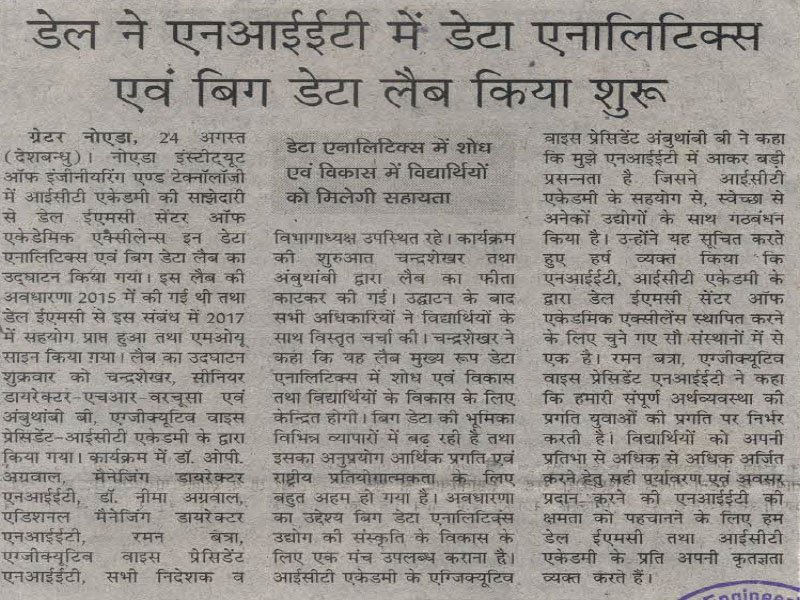 डेल ने एनआईईटी में डेटा एनालिटिक्स
एवं बिग डेटा लैब किया शुरू
ग्रेटर नोएडा, 24 अगस्त
(देशबन्धु)। नोएडा इंस्टीट्यूट
ऑफ इंजीनीयरिंग एण्ड टेक्नॉलॉजी
में आईसीटी एकेडमी की साझेदारी
से डेल ईएमसी सेंटर ऑफ
एकेडेमिक एक्सीलेन्स इन डेटा
एनालिटिक्स एवं बिग डेटा लैब का
उद्घाटन किया गया। इस लैब की
अवधारणा 2015 में की गई थी तथा
डेल ईएमसी से इस संबंध में 2017
में सहयोग प्राप्त हुआ तथा एमओयू
साइन किया गया। लैब का उदघाटन
शुक्रवार को चन्द्रशेखर, सीनियर
डायरेक्टर-एचआर-वरचूसा एवं
अंबुथांबी बी, एग्जीक्यूटिव वाइस
प्रेसिडेंट-आईसीटी एकेडमी के द्वारा
किया गया। कार्यक्रम में डॉ. ओपी.
अग्रवाल, मैनेजिंग डायरेक्टर
एनआईईटी, डॉ. नीमा अग्रवाल,
एडिशनल मैनेजिंग डायरेक्टर
एनआईईटी, रमन बत्रा,
एग्जीक्यूटिव वाइस प्रेसिडेंट
एनआईईटी, सभी निदेशक व
डेटा एनालिटिक्स में शोध
एवं विकास में विद्यार्थियों
को मिलेगी सहायता
विभागाध्यक्ष उपस्थित रहे। कार्यक्रम
की शुरुआत चन्द्रशेखर तथा
अंबुथांबी द्वारा लैब का फीता
काटकर की गई। उद्घाटन के बाद
सभी अधिकारियों ने विद्यार्थियों के
साथ विस्तृत चर्चा की। चन्द्रशेखर ने
कहा कि यह लैब मुख्य रूप डेटा
एनालिटिक्स में शोध एवं विकास
तथा विद्यार्थियों के विकास के लिए
केन्द्रित होगी। बिग डेटा की भूमिका
विभिन्न व्यापारों में बढ़ रही है तथा
इसका अनुप्रयोग आर्थिक प्रगति एवं
राष्ट्रीय प्रतियोगात्मकता के लिए
बहुत अहम हो गया है। अवधारणा
का उद्देश्य बिग डेटा एनालिटिक्स
उद्योग की संस्कृति के विकास के
लिए एक मंच उपलब्ध कराना है।
आईसीटी एकेडमी के एग्जिक्यूटिव
वाइस प्रेसिडेंट अंबुथांबी बी ने कहा
कि मुझे एनआईईटी में आकर बड़ी
प्रसन्नता है जिसने आईसीटी
एकेडमी के सहयोग से, स्वेच्छा से
अनेकों उद्योगों के साथ गठबंधन
किया है। उन्होंने यह सूचित करते
हुए हर्ष व्यक्त किया कि
एनआईईटी, आईसीटी एकेडमी के
द्वारा डेल ईएमसी सेंटर ऑफ
एकेडमिक एक्सीलेंस स्थापित करने
के लिए चुने गए सौ संस्थानों में से
एक है। रमन बत्रा, एग्जीक्यूटिव
वाइस प्रेसिडेंट एनआईईटी ने कहा
कि हमारी संपूर्ण अर्थव्यवस्था की
प्रगति युवाओं की प्रगति पर निर्भर
करती है। विद्यार्थियों को अपनी
प्रतिभा से अधिक से अधिक अर्जित
करने हेतु सही पर्यावरण एवं अवसर
प्रदान करने की एनआईईटी की
क्षमता को पहचानने के लिए हम
डेल ईएमसी तथा आईसीटी
एकेडमी के प्रति अपनी कृतज्ञता
व्यक्त करते हैं।